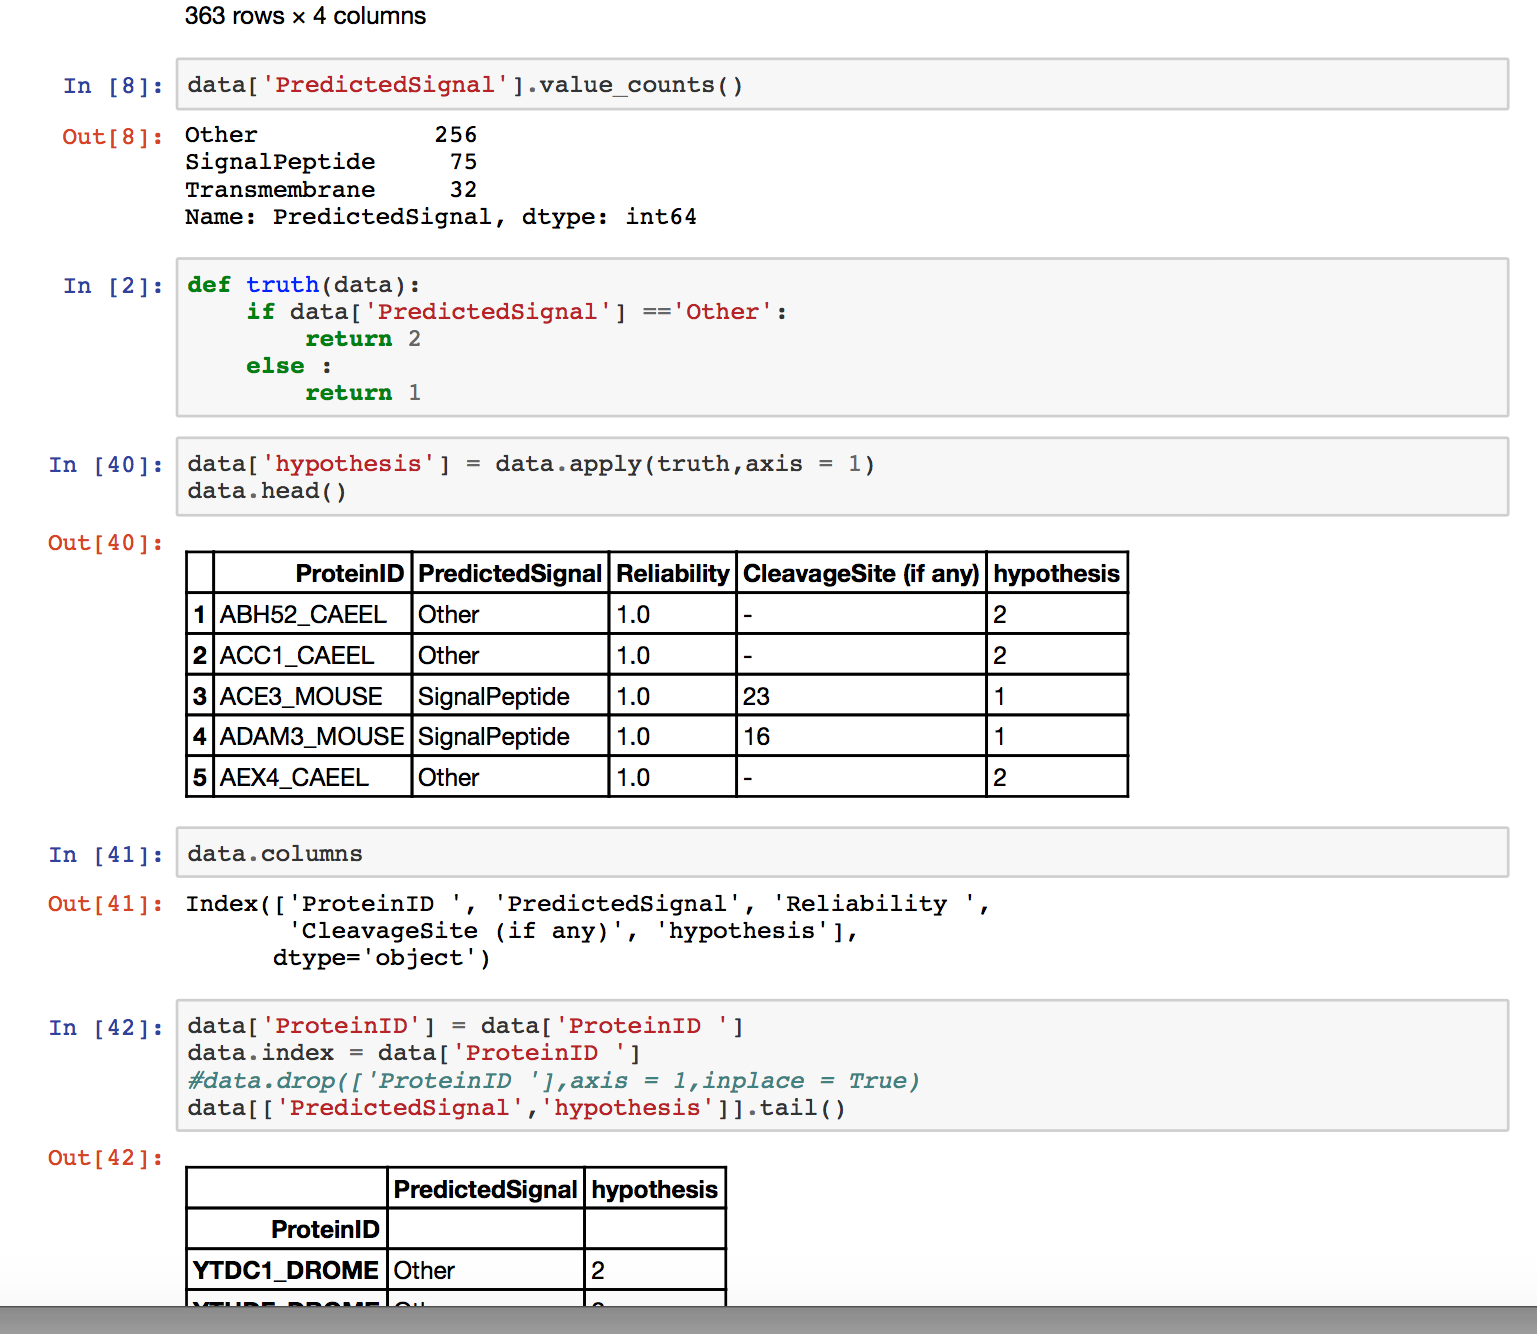 363 rows × 4 columns
In [8]: data['PredictedSignal'].value_counts()
Out[8]: Other 256
SignalPeptide 75
Transmembrane 32
Name: PredictedSignal, dtype: int64
In [2]: def truth(data):
if data['PredictedSignal'] =='Other':
return 2
else :
return 1
In [40]: data['hypothesis'] = data.apply(truth,axis = 1)
data.head()
Out[40]:
ProteinID PredictedSignal Reliability CleavageSite (if any) hypothesis
1 ABH52_CAEEL Other 1.0 - 2
2 ACC1_CAEEL Other 1.0 - 2
3 ACE3_MOUSE SignalPeptide 1.0 23 1
4 ADAM3_MOUSE SignalPeptide 1.0 16 1
5 AEX4_CAEEL Other 1.0 - 2
In [41]: data.columns
Out[41]: Index(['ProteinID ', 'PredictedSignal', 'Reliability ',
'CleavageSite (if any)', 'hypothesis'],
dtype='object')
In [42]: data['ProteinID'] = data['ProteinID ']
data.index = data['ProteinID ']
#data.drop(['ProteinID '],axis = 1,inplace = True)
data[['PredictedSignal','hypothesis']].tail()
Out[42]:
PredictedSignal hypothesis
ProteinID
YTDC1_DROME Other 2